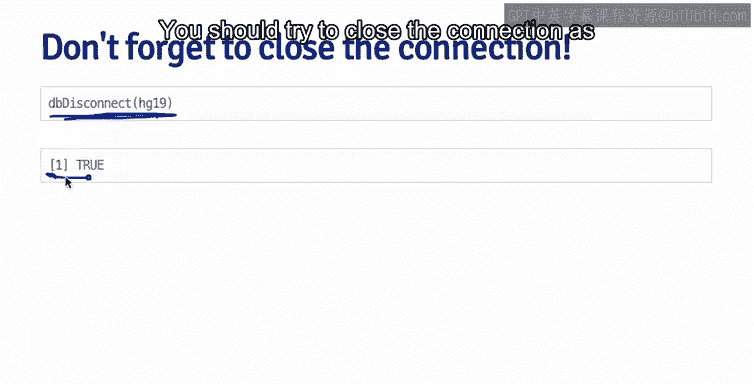 You should try to close the connection as
Don't forget to close the connection!
dbDisconnect(hg19)
[1] TRUE